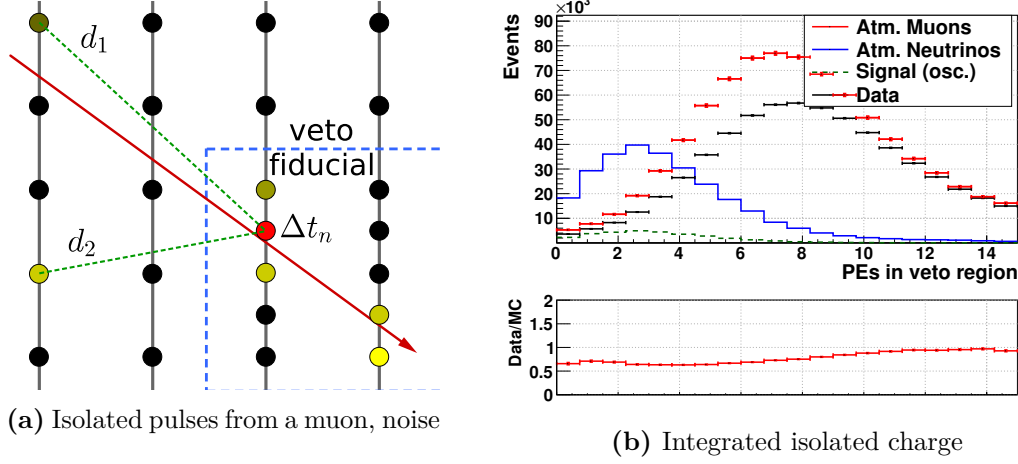 d₁
d₂
veto
fiducial
Δtₙ
(a) Isolated pulses from a muon, noise
×10³
Events
90
80
70
60
50
40
30
20
10
0
Atm. Muons
Atm. Neutrinos
Signal (osc.)
Data
0 2 4 6 8 10 12 14
PEs in veto region
Data/MC
2
1.5
1
0.5
0
(b) Integrated isolated charge